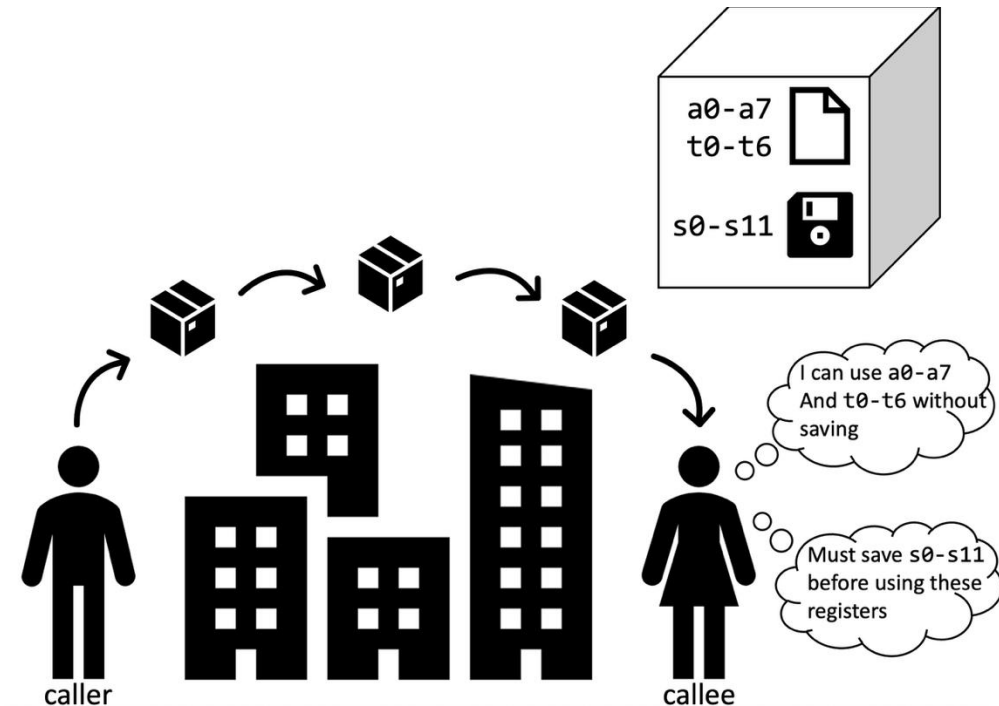 a0-a7
t0-t6
s0-s11
I can use a0-a7
And t0-t6 without
saving
Must save s0-s11
before using these
registers
caller
callee